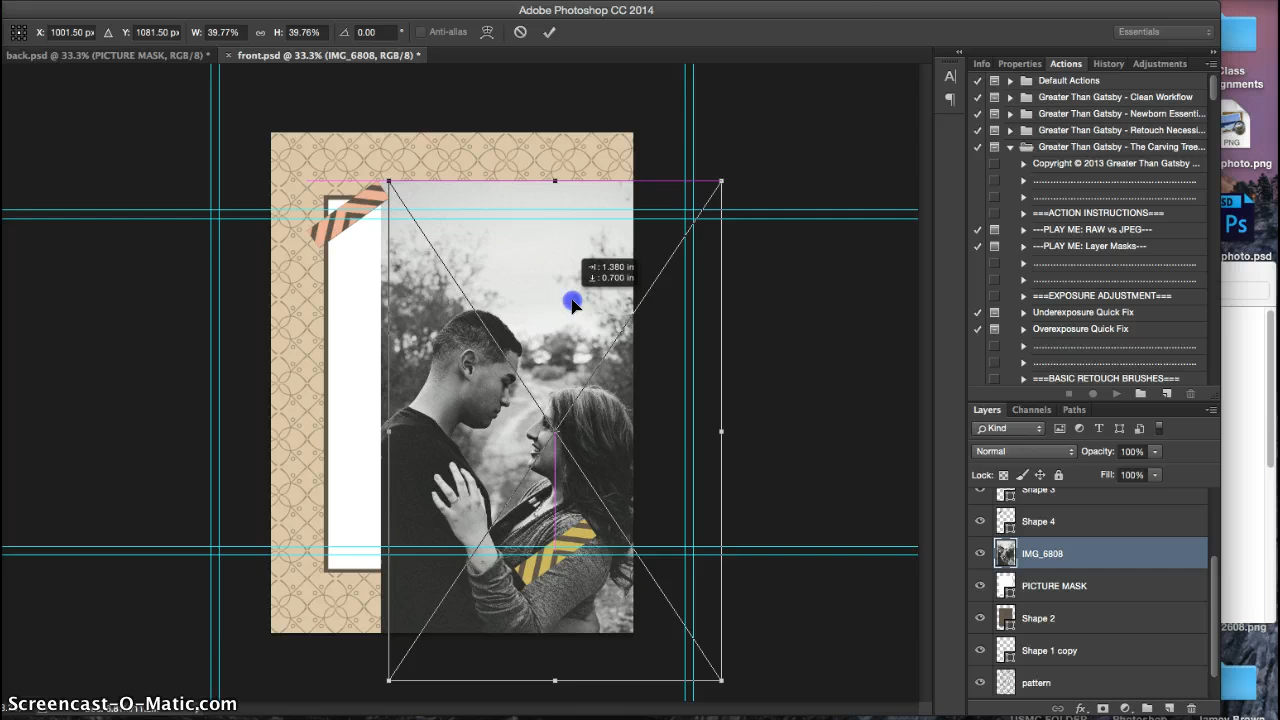 Adobe Photoshop CC 2014
X: 1001.50 px Y: 1081.50 px W: 39.77% H: 39.76% 0.00 ° Anti-alias Essentials
back.psd @ 33.3% (PICTURE MASK, RGB/8) * × front.psd @ 33.3% (IMG_6808, RGB/8) *
Info Properties Actions History Adjustments
Default Actions
Greater Than Gatsby - Clean Workflow
Greater Than Gatsby - Newborn Essenti...
Greater Than Gatsby - Retouch Necessi...
Greater Than Gatsby - The Carving Tree...
Copyright © 2013 Greater Than Gatsby ...
===ACTION INSTRUCTIONS===
---PLAY ME: RAW vs JPEG---
---PLAY ME: Layer Masks---
===EXPOSURE ADJUSTMENT===
Underexposure Quick Fix
Overexposure Quick Fix
===BASIC RETOUCH BRUSHES===
: 1.380 in
: 0.700 in
Layers Channels Paths
Kind
Normal Opacity: 100%
Lock: Fill: 100%
Shape 3
Shape 4
IMG_6808
PICTURE MASK
Shape 2
Shape 1 copy
pattern
Class
gnments
PNG
photo.png
Ps
photo.psd
2608.png
Screencast-O-Matic.com